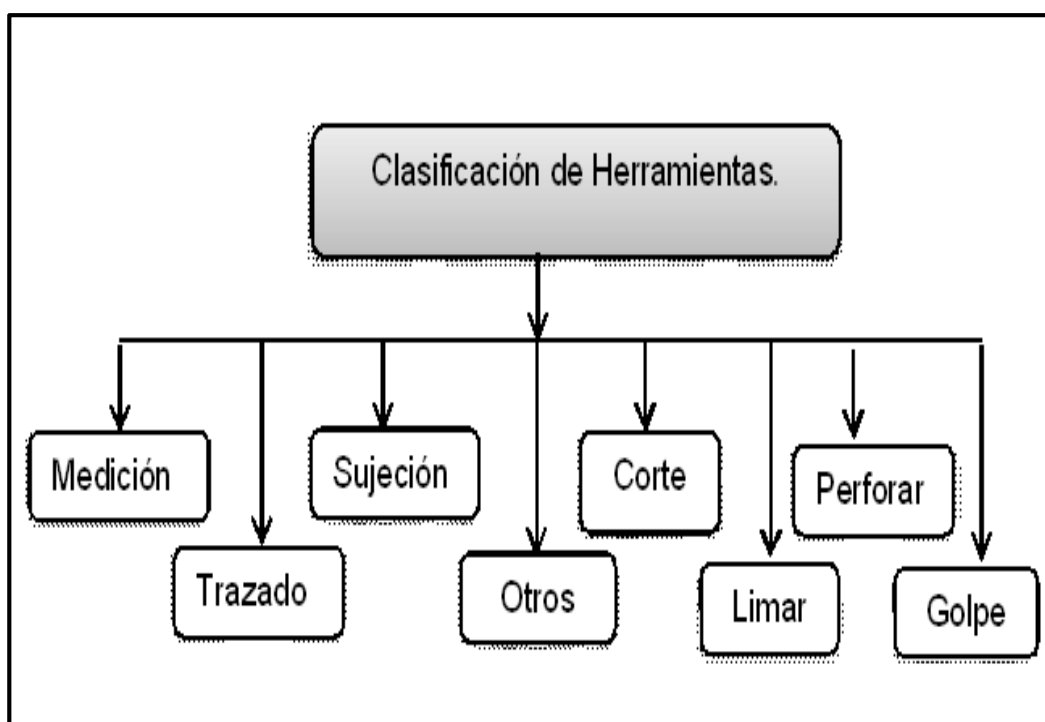 Clasificación de Herramientas.
Medición
Trazado
Sujeción
Otros
Corte
Limar
Perforar
Golpe